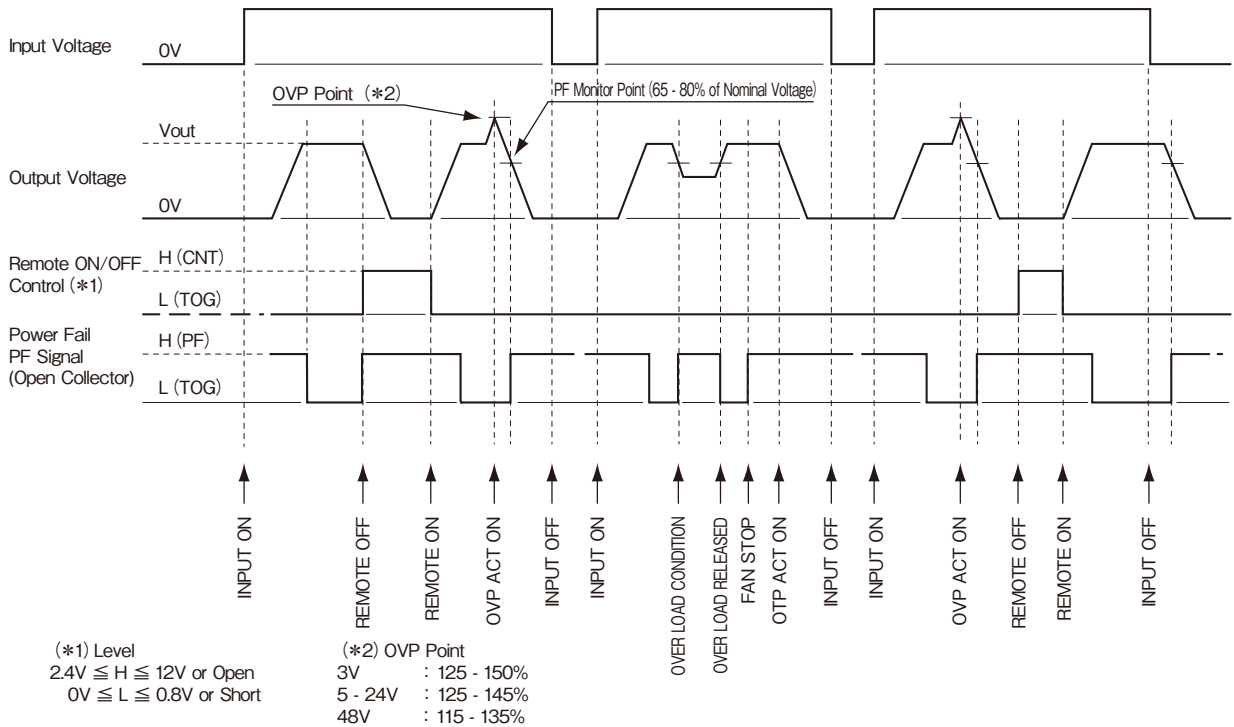 Input Voltage
0V
OVP Point (*2)
PF Monitor Point (65 - 80% of Nominal Voltage)
Vout
Output Voltage
0V
Remote ON/OFF
Control (*1)
H (CNT)
L (TOG)
Power Fail
PF Signal
(Open Collector)
H (PF)
L (TOG)
INPUT ON
REMOTE OFF
REMOTE ON
OVP ACT ON
INPUT OFF
INPUT ON
OVER LOAD CONDITION
OVER LOAD RELEASED
FAN STOP
OTP ACT ON
INPUT OFF
INPUT ON
OVP ACT ON
REMOTE OFF
REMOTE ON
INPUT OFF
(*1) Level
2.4V ≦ H ≦ 12V or Open
0V ≦ L ≦ 0.8V or Short
(*2) OVP Point
3V : 125 - 150%
5 - 24V : 125 - 145%
48V : 115 - 135%